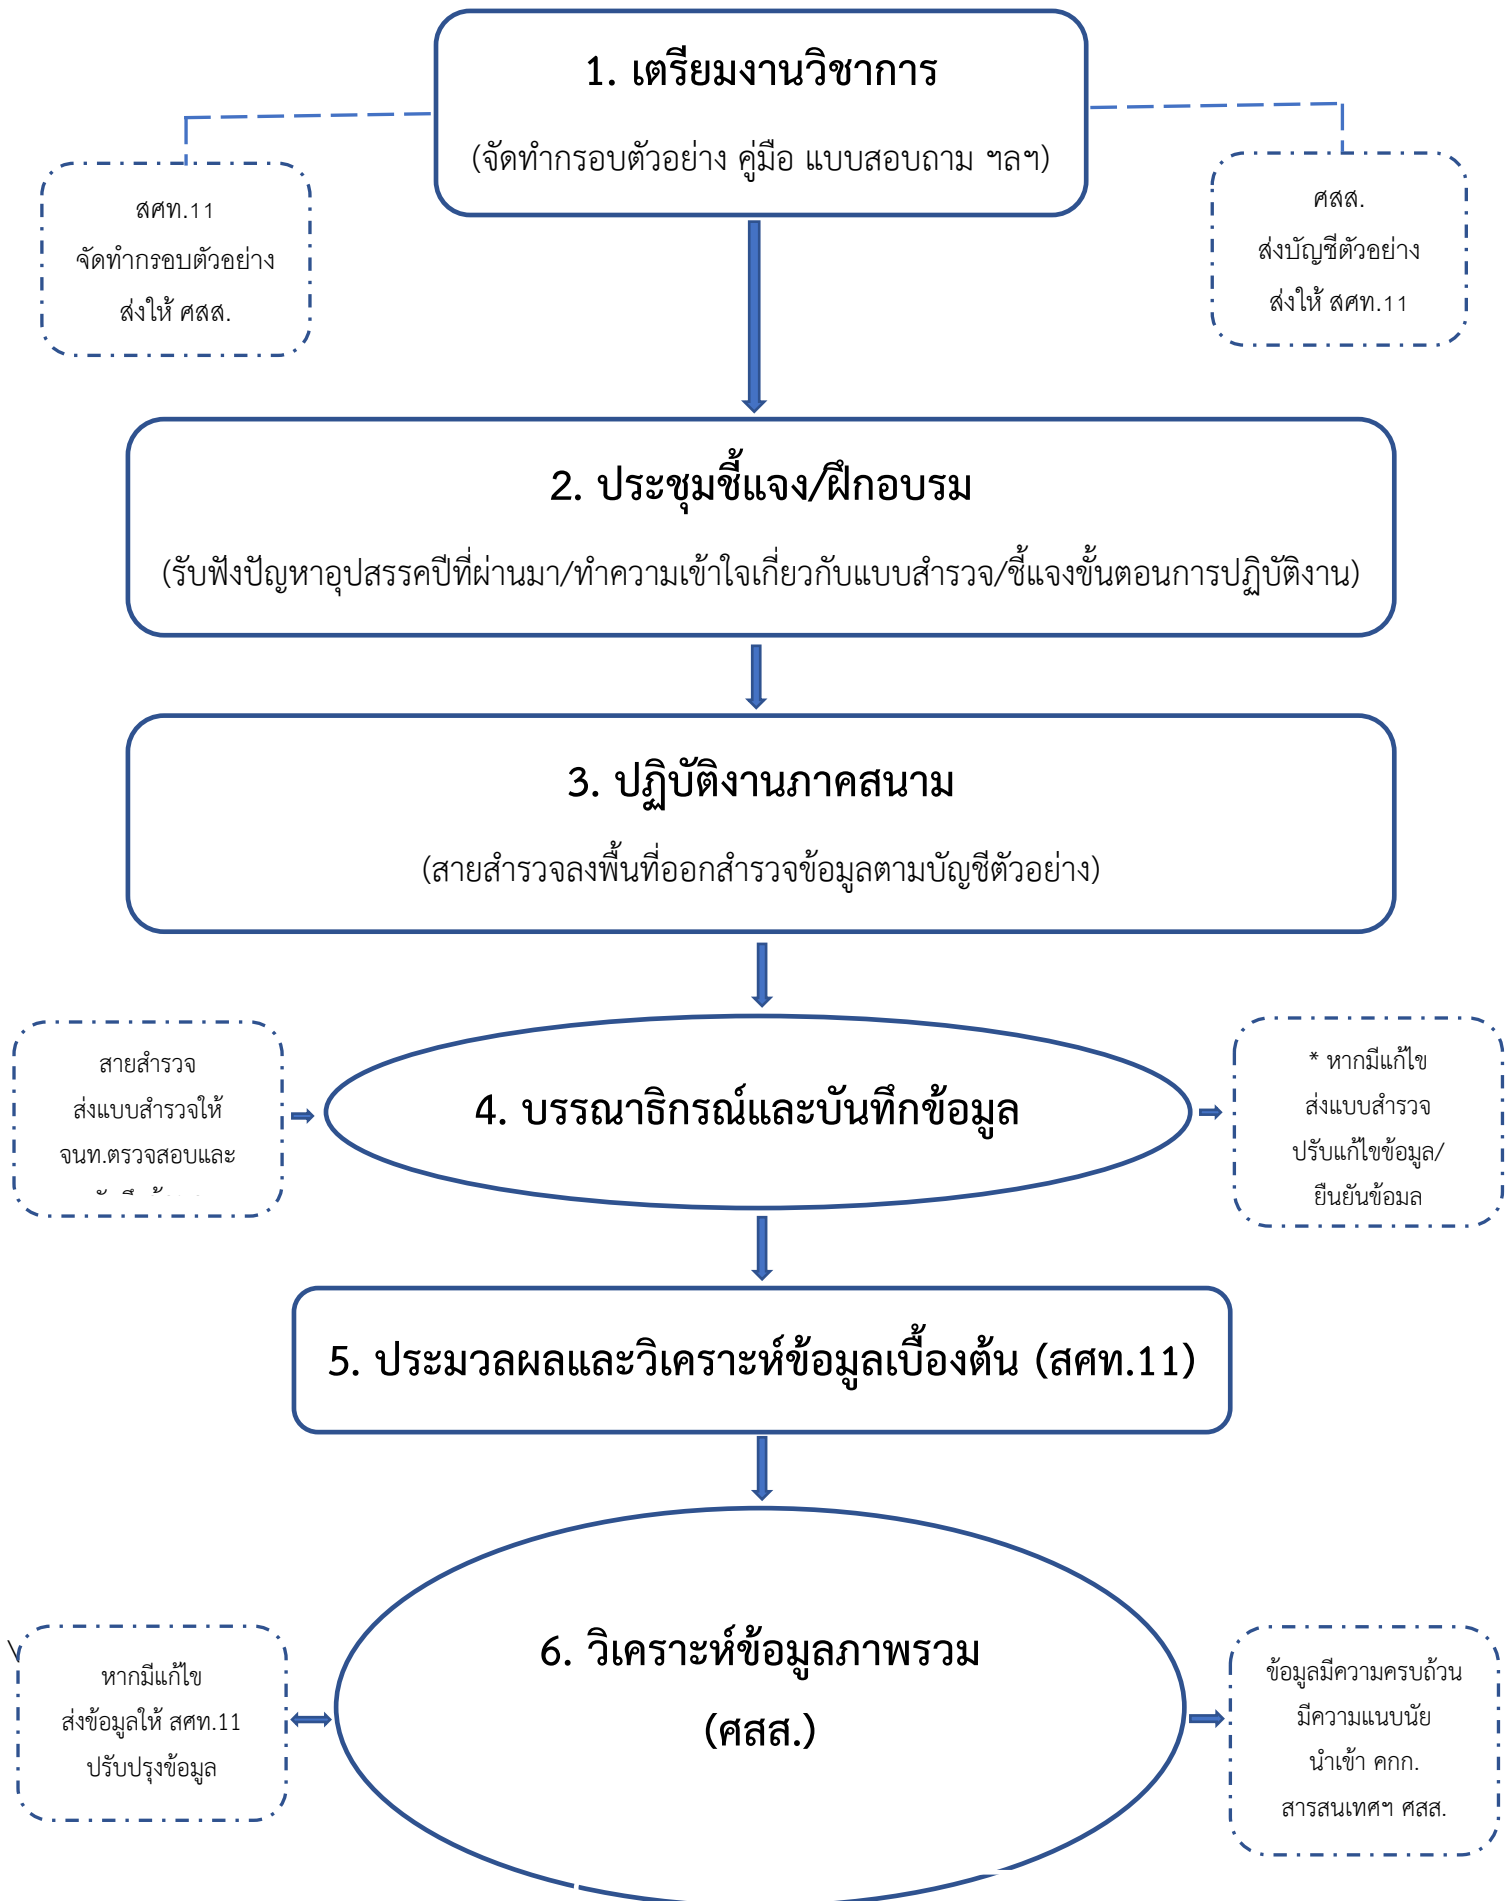 1. เตรียมงานวิชาการ
(จัดทำกรอบตัวอย่าง คู่มือ แบบสอบถาม ฯลฯ)
สศท.11
จัดทำกรอบตัวอย่าง
ส่งให้ ศสส.
ศสส.
ส่งบัญชีตัวอย่าง
ส่งให้ สศท.11
2. ประชุมชี้แจง/ฝึกอบรม
(รับฟังปัญหาอุปสรรคปีที่ผ่านมา/ทำความเข้าใจเกี่ยวกับแบบสำรวจ/ชี้แจงขั้นตอนการปฏิบัติงาน)
3. ปฏิบัติงานภาคสนาม
(สายสำรวจลงพื้นที่ออกสำรวจข้อมูลตามบัญชีตัวอย่าง)
สายสำรวจ
ส่งแบบสำรวจให้
จนท.ตรวจสอบและ
4. บรรณาธิกรณ์และบันทึกข้อมูล
* หากมีแก้ไข
ส่งแบบสำรวจ
ปรับแก้ไขข้อมูล/
ยืนยันข้อมูล
5. ประมวลผลและวิเคราะห์ข้อมูลเบื้องต้น (สศท.11)
6. วิเคราะห์ข้อมูลภาพรวม
(ศสส.)
หากมีแก้ไข
ส่งข้อมูลให้ สศท.11
ปรับปรุงข้อมูล
ข้อมูลมีความครบถ้วน
มีความแนบนัย
นำเข้า คกก.
สารสนเทศฯ ศสส.